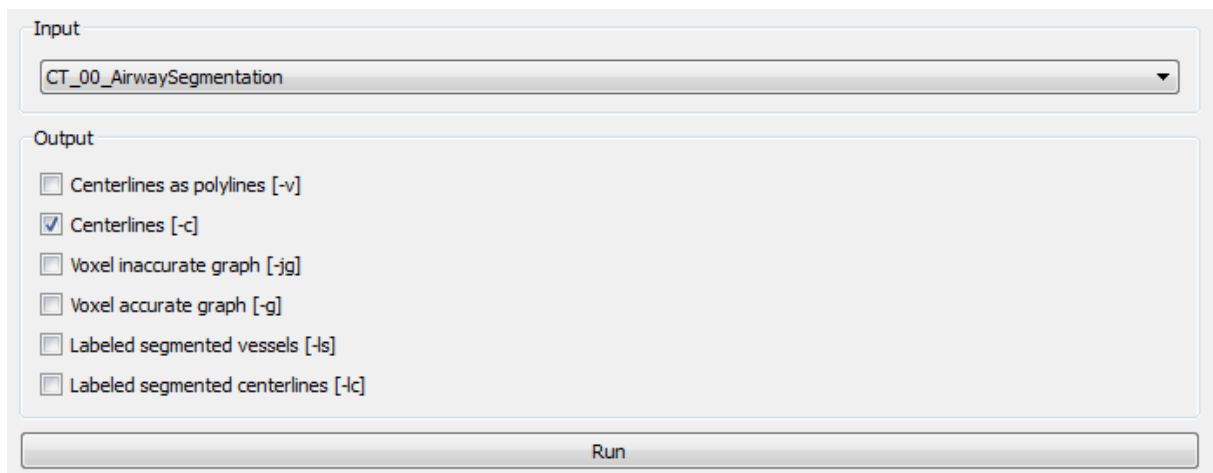 Input
CT_00_AirwaySegmentation
Output
Centerlines as polylines [-v]
Centerlines [-c]
Voxel inaccurate graph [-jg]
Voxel accurate graph [-g]
Labeled segmented vessels [-ls]
Labeled segmented centerlines [-lc]
Run